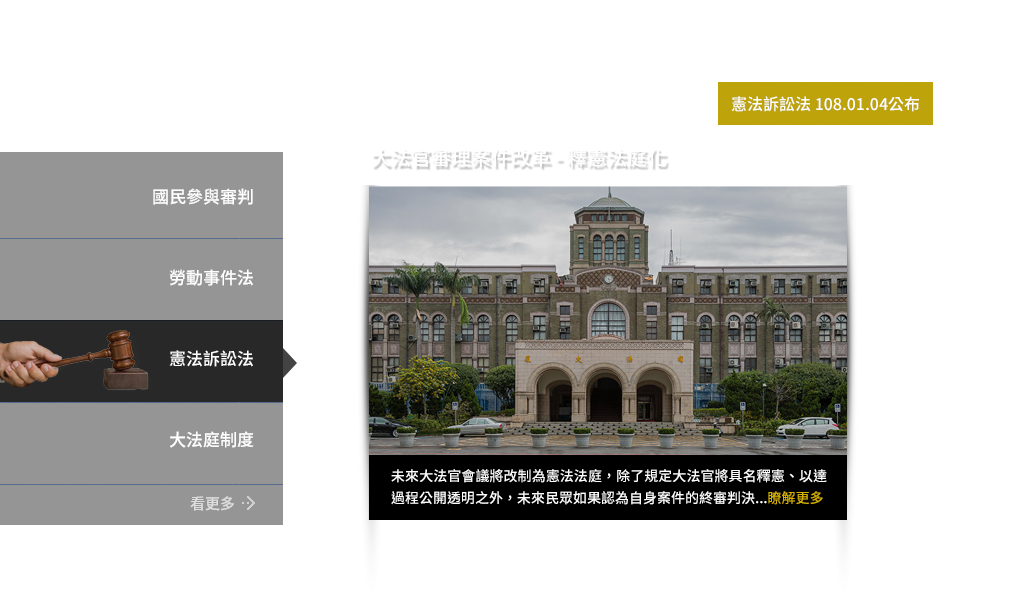 憲法訴訟法 108.01.04公布
大法官審理案件改革 - 釋憲法庭化
國民參與審判
勞動事件法
憲法訴訟法
大法庭制度
看更多
司法大廈
未來大法官會議將改制為憲法法庭，除了規定大法官將具名釋憲、以達
過程公開透明之外，未來民眾如果認為自身案件的終審判決...瞭解更多